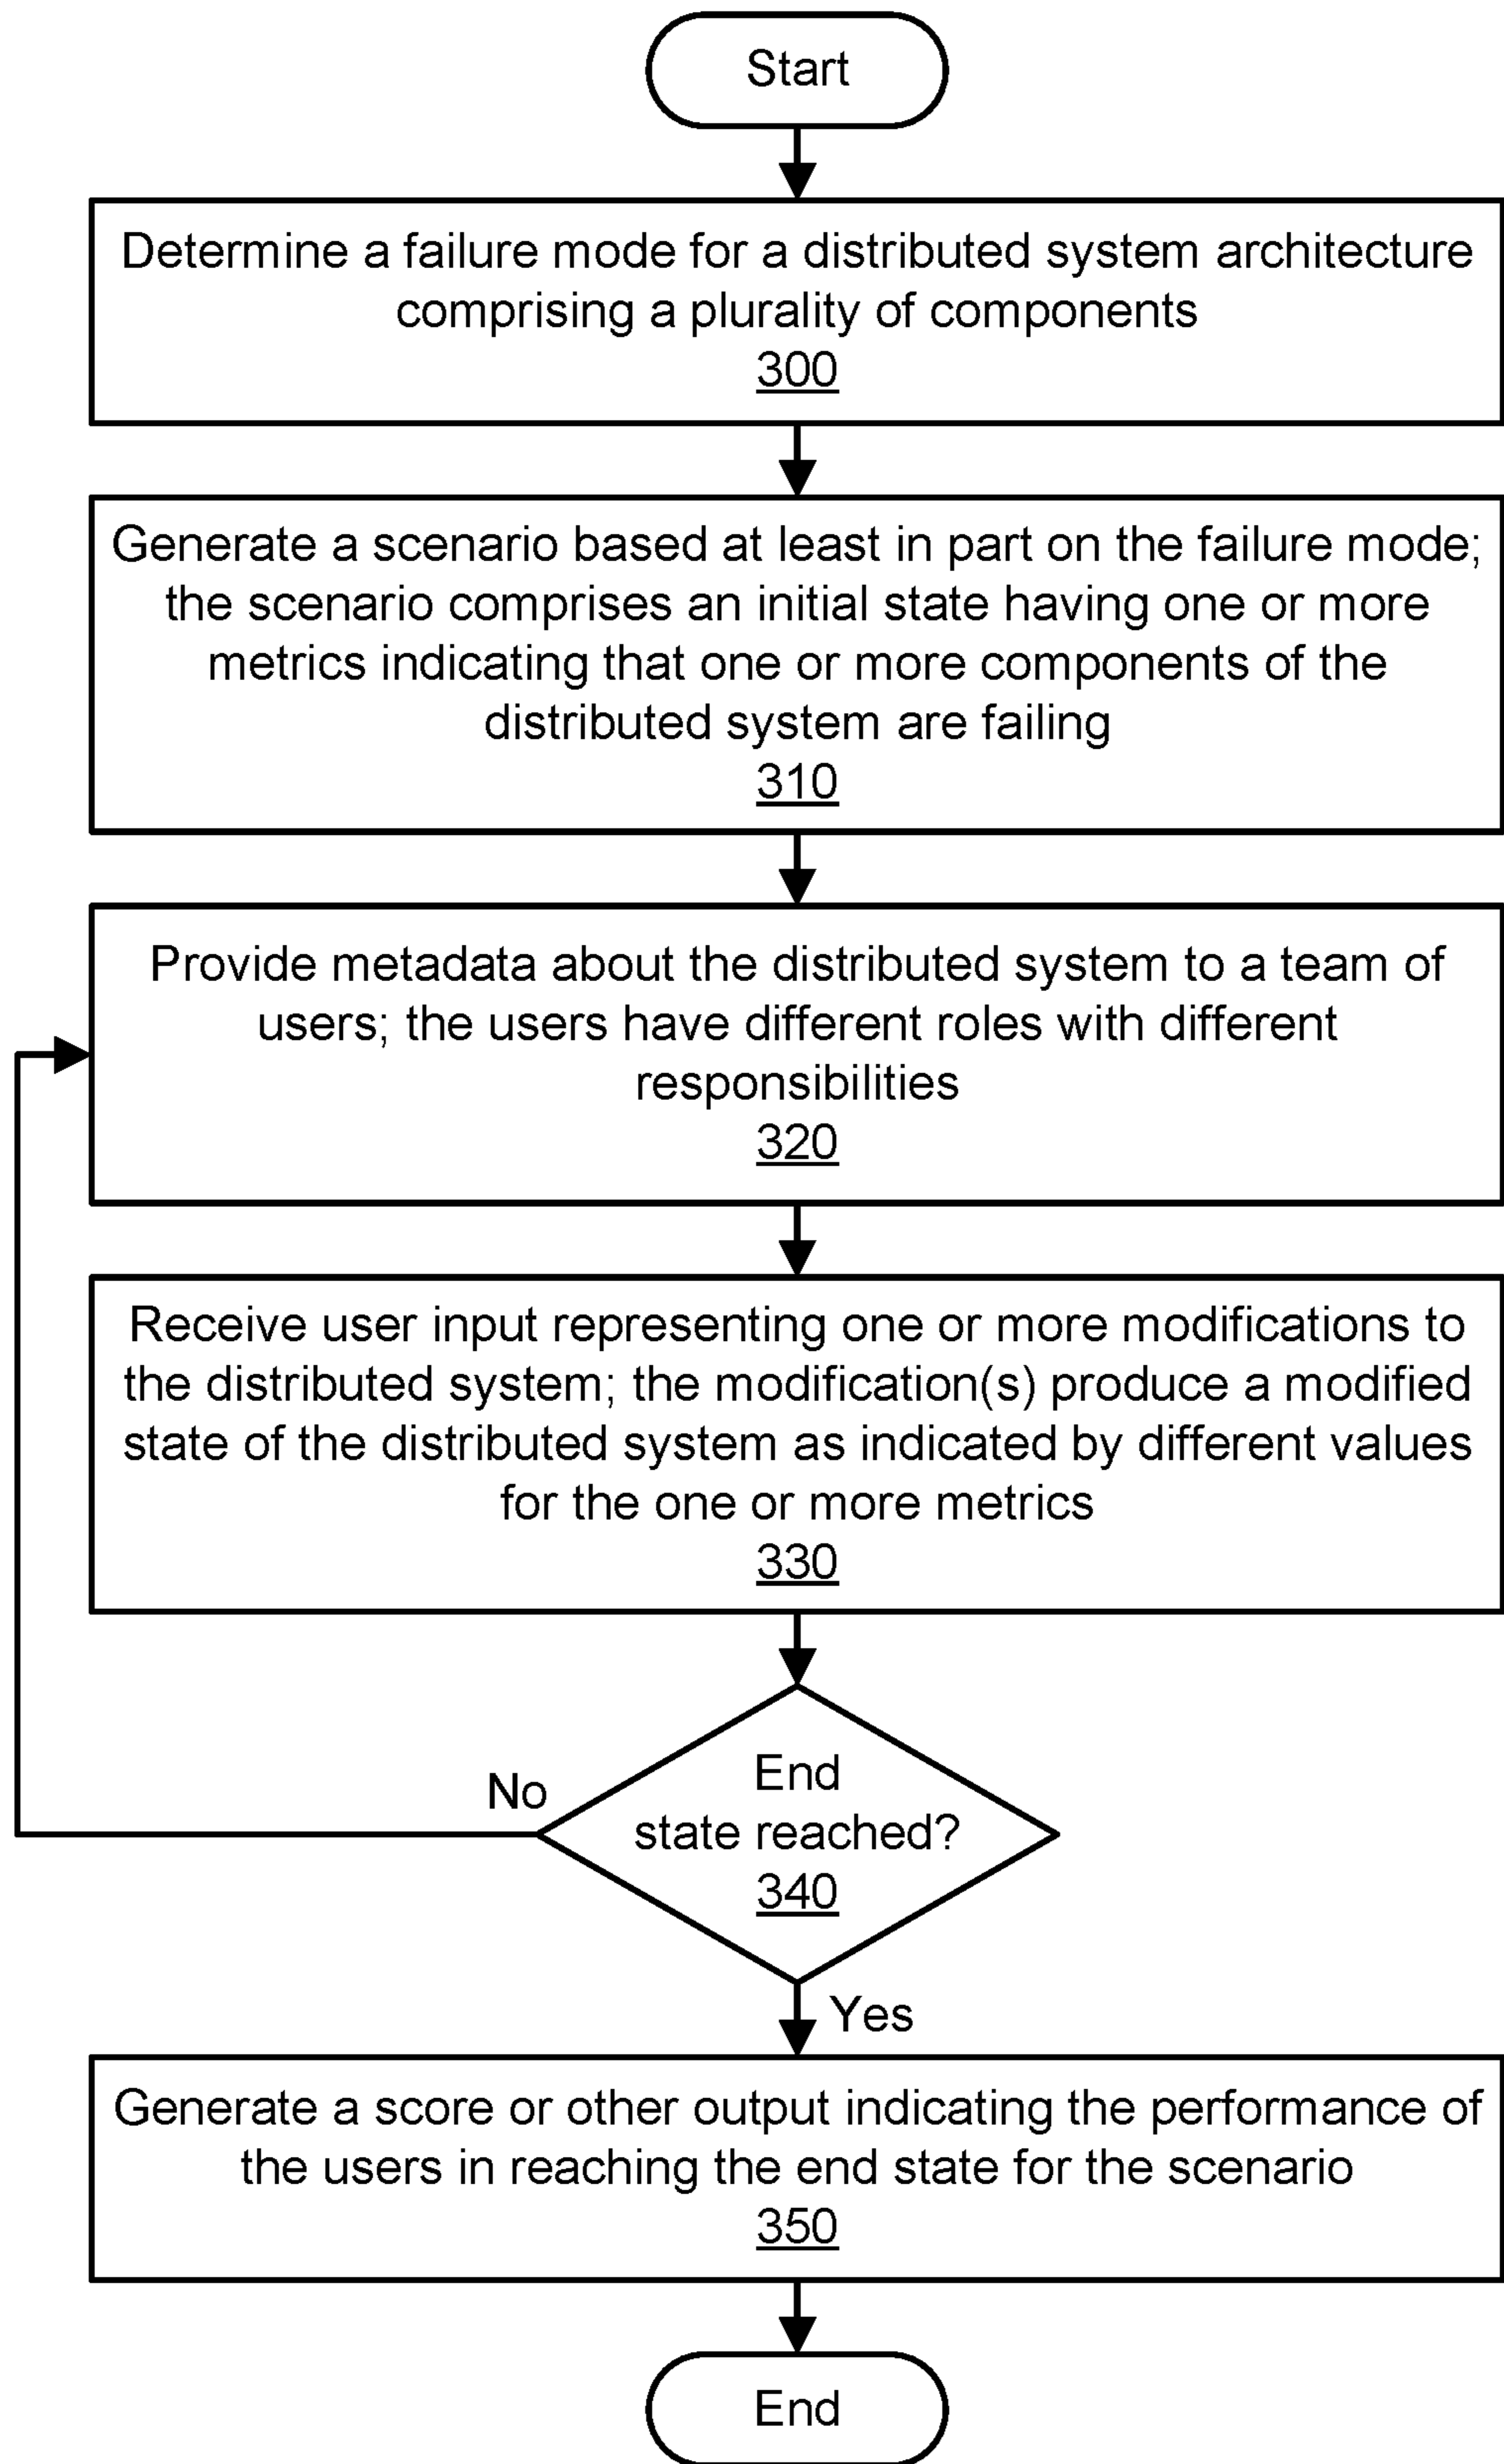 Start
Determine a failure mode for a distributed system architecture
comprising a plurality of components
300
Generate a scenario based at least in part on the failure mode;
the scenario comprises an initial state having one or more
metrics indicating that one or more components of the
distributed system are failing
310
Provide metadata about the distributed system to a team of
users; the users have different roles with different
responsibilities
320
Receive user input representing one or more modifications to
the distributed system; the modification(s) produce a modified
state of the distributed system as indicated by different values
for the one or more metrics
330
End
state reached?
340
No
Yes
Generate a score or other output indicating the performance of
the users in reaching the end state for the scenario
350
End